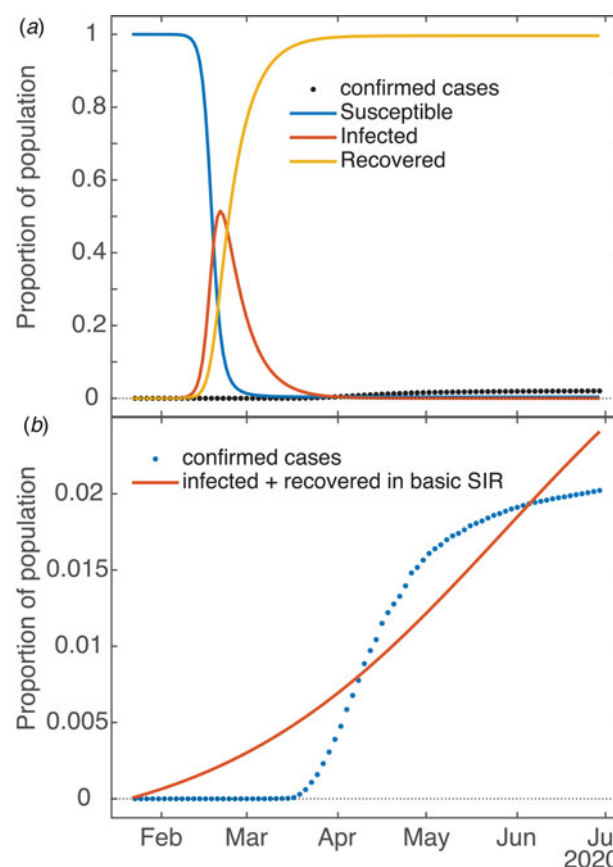 (a)
1
0.8
0.6
0.4
0.2
0
Proportion of population
confirmed cases
Susceptible
Infected
Recovered
(b)
0.02
0.015
0.01
0.005
0
Proportion of population
confirmed cases
infected + recovered in basic SIR
Feb Mar Apr May Jun Ju
2020